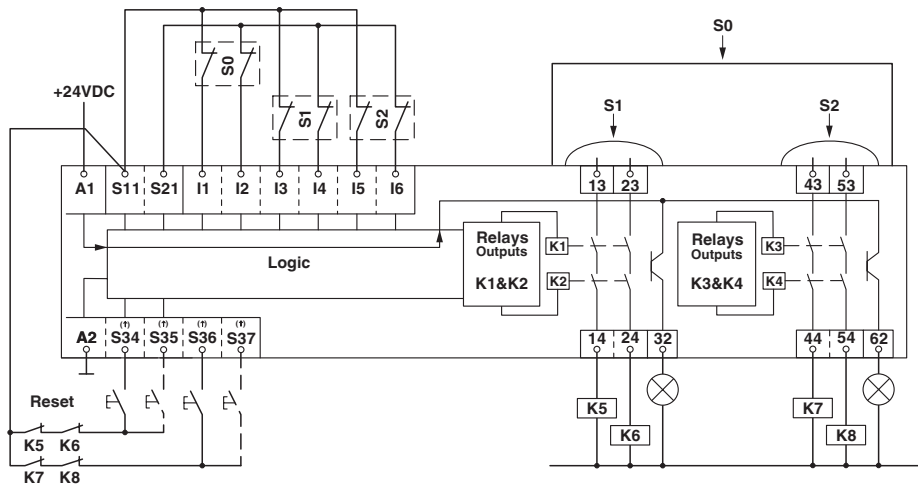 S0
S0
S1
S2
+24VDC
S1
S2
A1 S11 S21 I1 I2 I3 I4 I5 I6
13 23
43 53
Logic
Relays
Outputs
K1&K2
K1
K2
Relays
Outputs
K3&K4
K3
K4
(†) (†) (†) (†)
A2 S34 S35 S36 S37
14 24 32
44 54 62
Reset
K5 K6
K7 K8
K5
K6
K7
K8